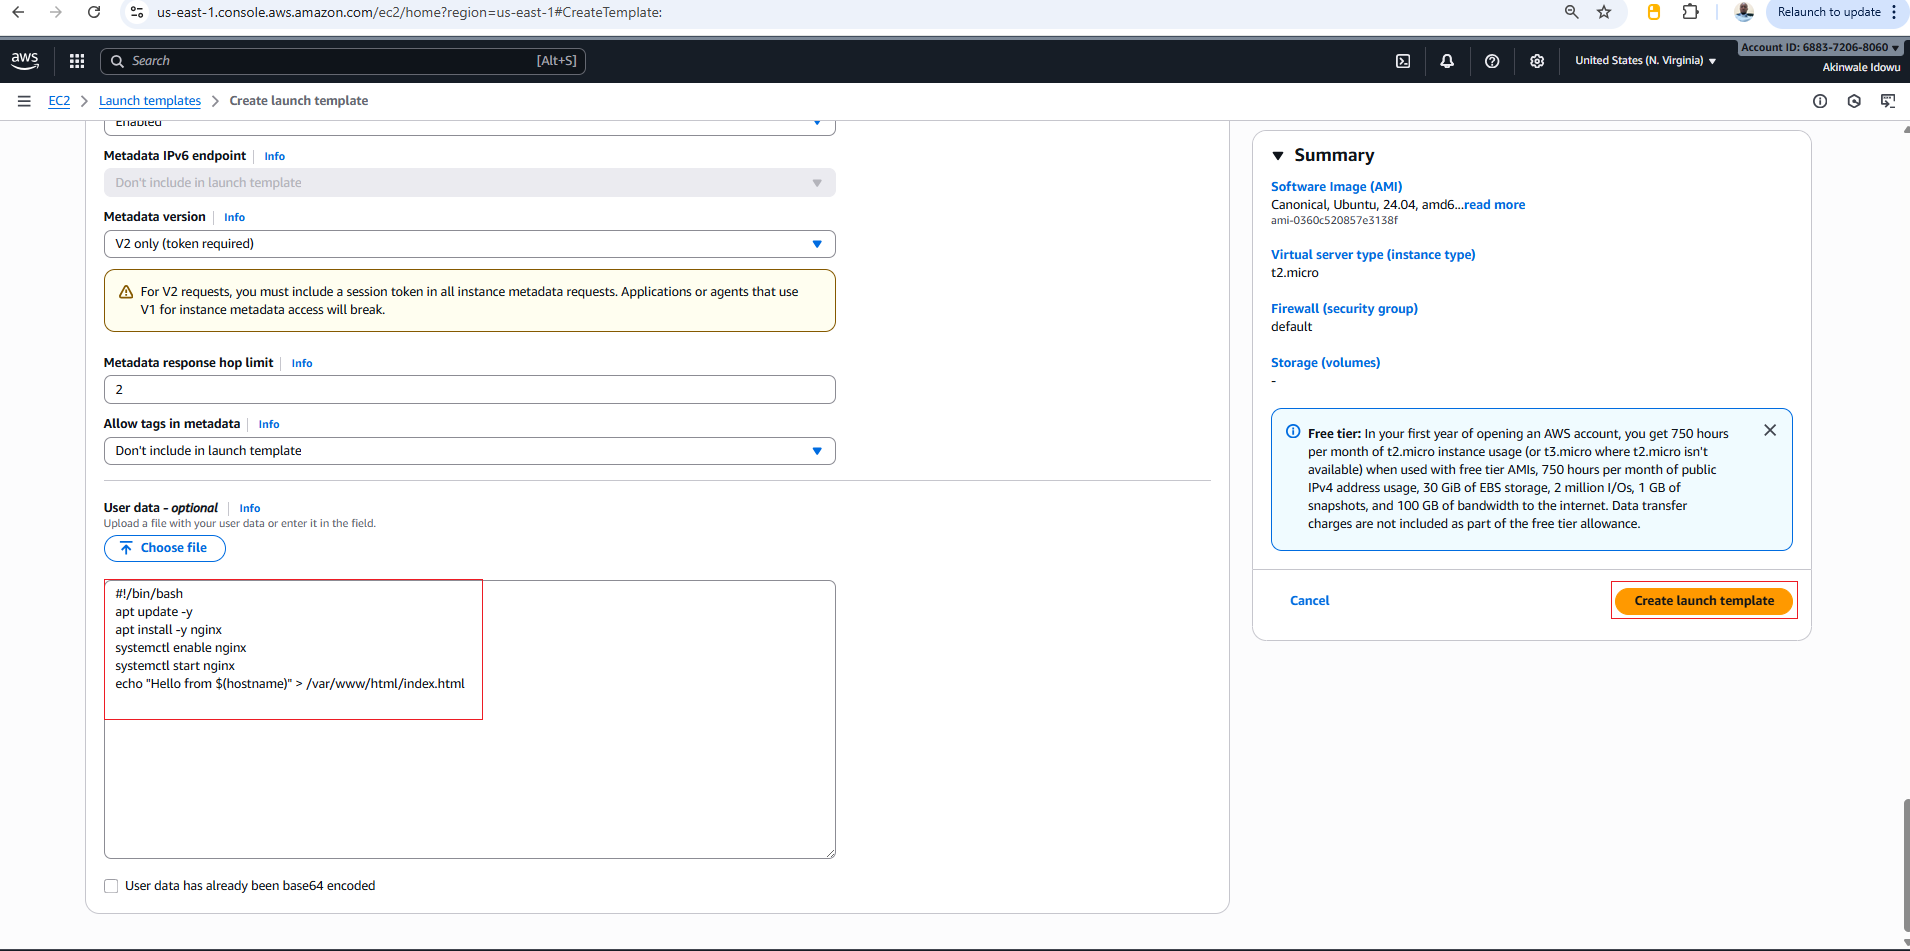 us-east-1.console.aws.amazon.com/ec2/home?region=us-east-1#CreateTemplate:
Relaunch to update
aws
Search
[Alt+S]
United States (N. Virginia)
Account ID: 6883-7206-8060
Akinwale Idowu
EC2
Launch templates
Create launch template
Enabled
Metadata IPv6 endpoint
Info
Don't include in launch template
Metadata version
Info
V2 only (token required)
For V2 requests, you must include a session token in all instance metadata requests. Applications or agents that use
V1 for instance metadata access will break.
Metadata response hop limit
Info
2
Allow tags in metadata
Info
Don't include in launch template
User data - optional
Info
Upload a file with your user data or enter it in the field.
Choose file
#!/bin/bash
apt update -y
apt install -y nginx
systemctl enable nginx
systemctl start nginx
echo "Hello from $(hostname)" > /var/www/html/index.html
User data has already been base64 encoded
Summary
Software Image (AMI)
Canonical, Ubuntu, 24.04, amd6...read more
ami-0360c520857e3138f
Virtual server type (instance type)
t2.micro
Firewall (security group)
default
Storage (volumes)
-
Free tier: In your first year of opening an AWS account, you get 750 hours
per month of t2.micro instance usage (or t3.micro where t2.micro isn't
available) when used with free tier AMIs, 750 hours per month of public
IPv4 address usage, 30 GiB of EBS storage, 2 million I/Os, 1 GB of
snapshots, and 100 GB of bandwidth to the internet. Data transfer
charges are not included as part of the free tier allowance.
Cancel
Create launch template